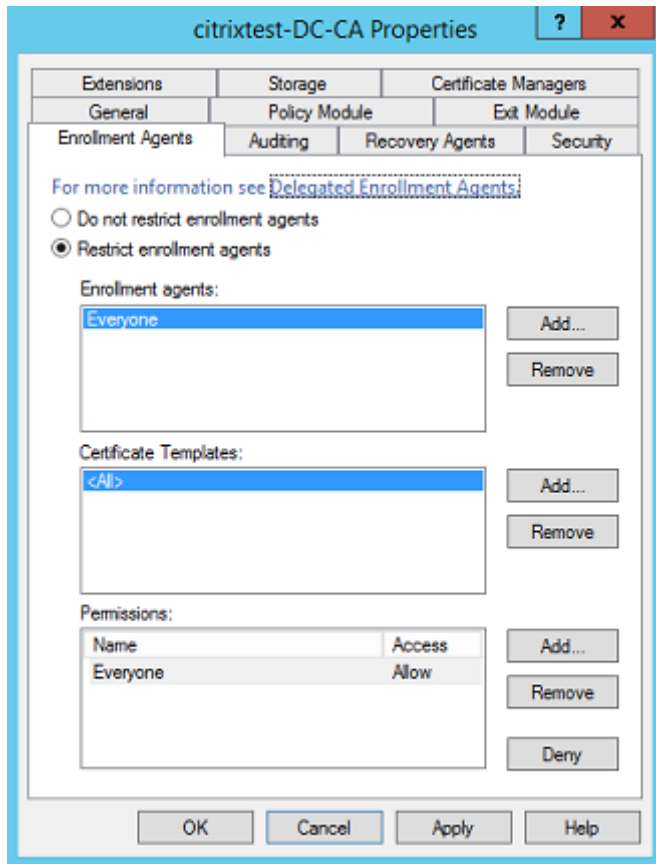 citrixtest-DC-CA Properties
? x
Extensions Storage Certificate Managers
General Policy Module Exit Module
Enrollment Agents Auditing Recovery Agents Security
For more information see Delegated Enrollment Agents.
Do not restrict enrollment agents
Restrict enrollment agents
Enrollment agents:
Everyone
Add...
Remove
Certificate Templates:
<All>
Add...
Remove
Permissions:
Name Access
Everyone Allow
Add...
Remove
Deny
OK Cancel Apply Help